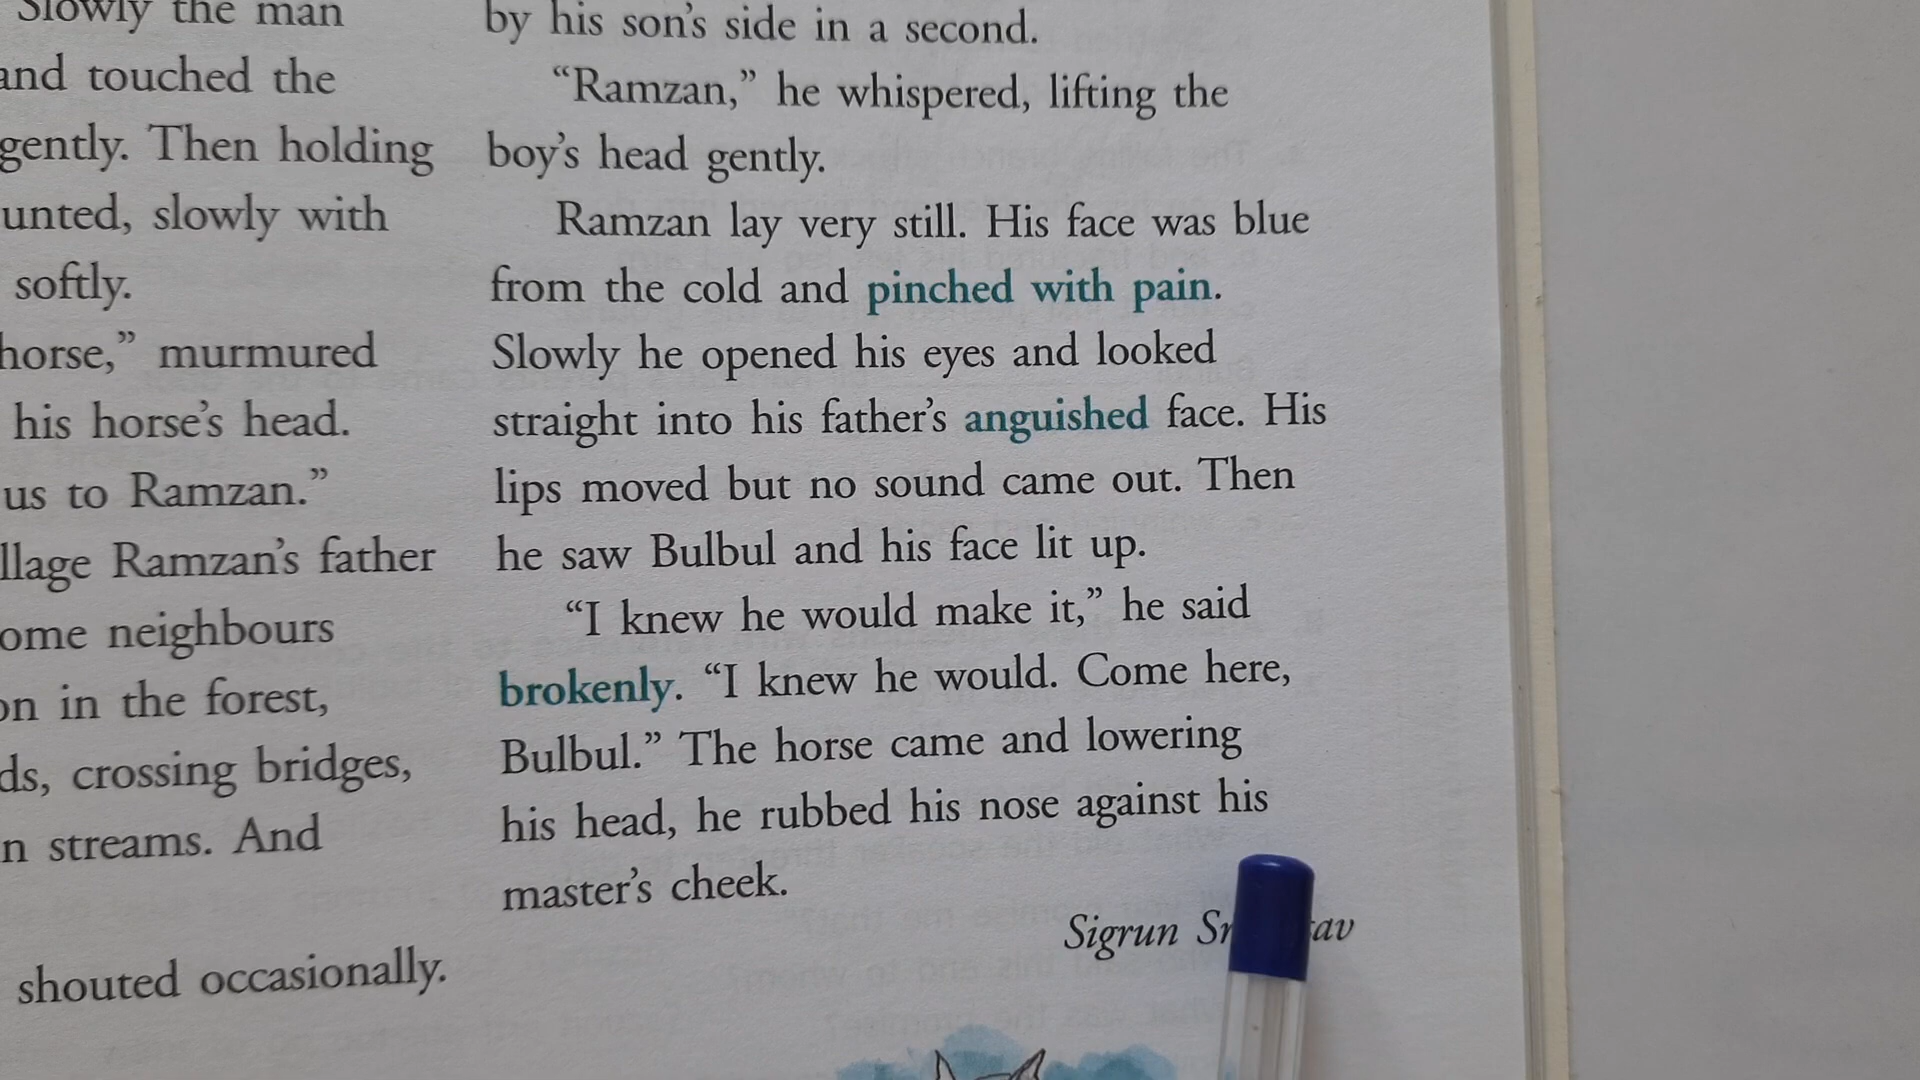 Slowly the man
and touched the
gently. Then holding
unted, slowly with
softly.
horse,” murmured
his horse’s head.
us to Ramzan.”
llage Ramzan’s father
ome neighbours
on in the forest,
ds, crossing bridges,
n streams. And
shouted occasionally.
by his son’s side in a second.
“Ramzan,” he whispered, lifting the
boy’s head gently.
Ramzan lay very still. His face was blue
from the cold and pinched with pain.
Slowly he opened his eyes and looked
straight into his father’s anguished face. His
lips moved but no sound came out. Then
he saw Bulbul and his face lit up.
“I knew he would make it,” he said
brokenly. “I knew he would. Come here,
Bulbul.” The horse came and lowering
his head, he rubbed his nose against his
master’s cheek.
Sigrun